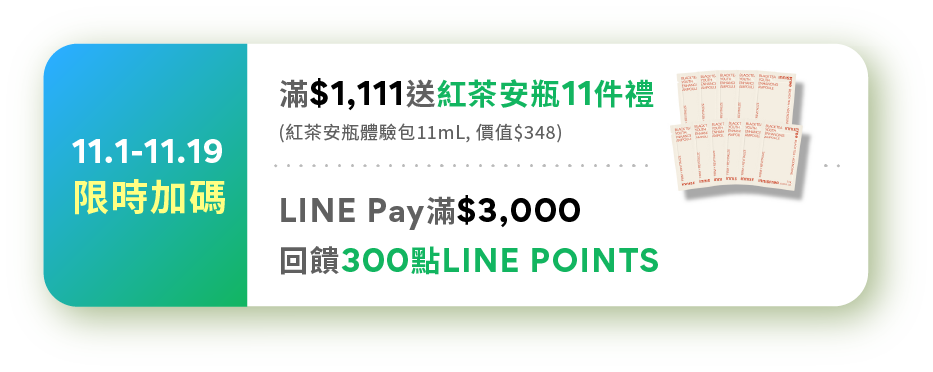 11.1-11.19
限時加碼
滿$1,111送紅茶安瓶11件禮
(紅茶安瓶體驗包11mL, 價值$348)
LINE Pay滿$3,000
回饋300點LINE POINTS